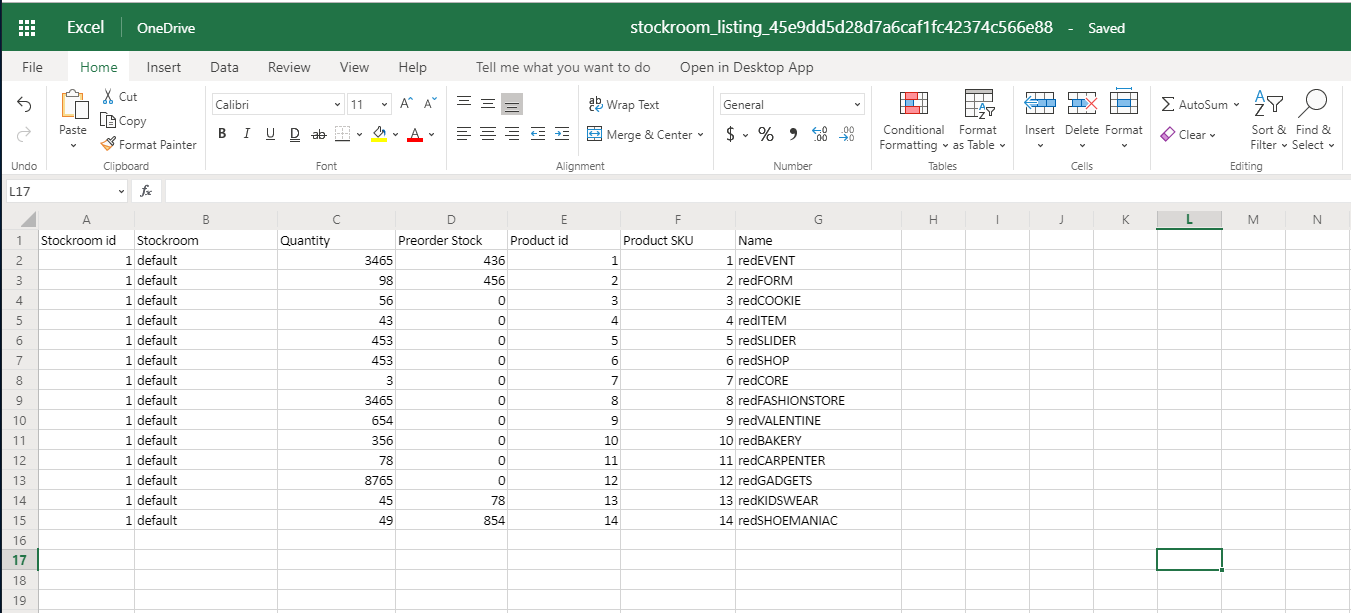 Excel OneDrive stockroom_listing_45e9dd5d28d7a6caf1fc42374c566e88 - Saved
File Home Insert Data Review View Help Tell me what you want to do Open in Desktop App
Paste Cut Copy Format Painter
Calibri 11 A A
B I U D ab A
Wrap Text
Merge & Center
General
$ % 9 .00 .00
Conditional Formatting Format as Table
Insert Delete Format
AutoSum Clear
Sort & Filter Find & Select
Undo Clipboard Font Alignment Number Tables Cells Editing
L17 fx
A B C D E F G H I J K L M N
1 Stockroom id Stockroom Quantity Preorder Stock Product id Product SKU Name
2 1 default 3465 436 1 1 redEVENT
3 1 default 98 456 2 2 redFORM
4 1 default 56 0 3 3 redCOOKIE
5 1 default 43 0 4 4 redITEM
6 1 default 453 0 5 5 redSLIDER
7 1 default 453 0 6 6 redSHOP
8 1 default 3 0 7 7 redCORE
9 1 default 3465 0 8 8 redFASHIONSTORE
10 1 default 654 0 9 9 redVALENTINE
11 1 default 356 0 10 10 redBAKERY
12 1 default 78 0 11 11 redCARPENTER
13 1 default 8765 0 12 12 redGADGETS
14 1 default 45 78 13 13 redKIDSWEAR
15 1 default 49 854 14 14 redSHOEMANIAC
16
17
18
19